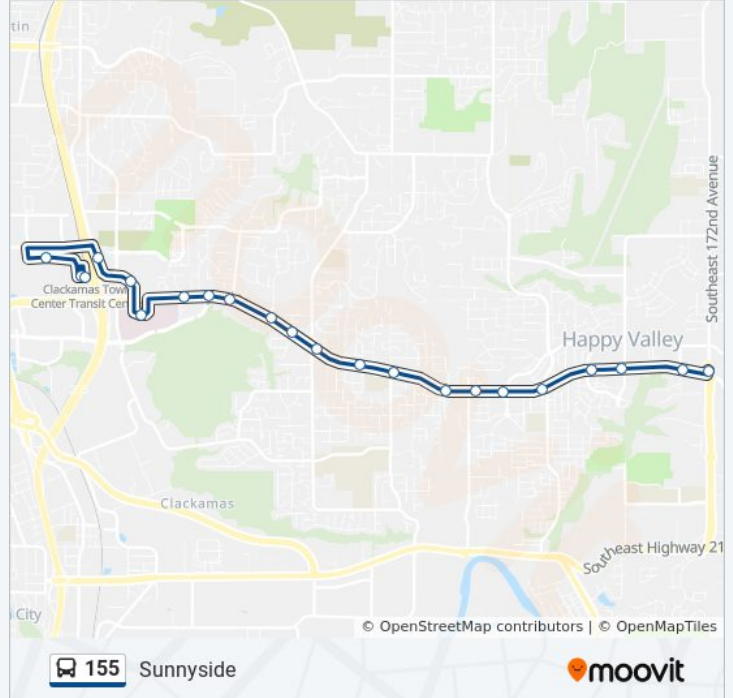 tin
Southeast 172nd Avenue
Clackamas Town
Center Transit Cen
Happy Valley
Clackamas
Southeast Highway 21
City
© OpenStreetMap contributors | © OpenMapTiles
155 Sunnyside
moovit